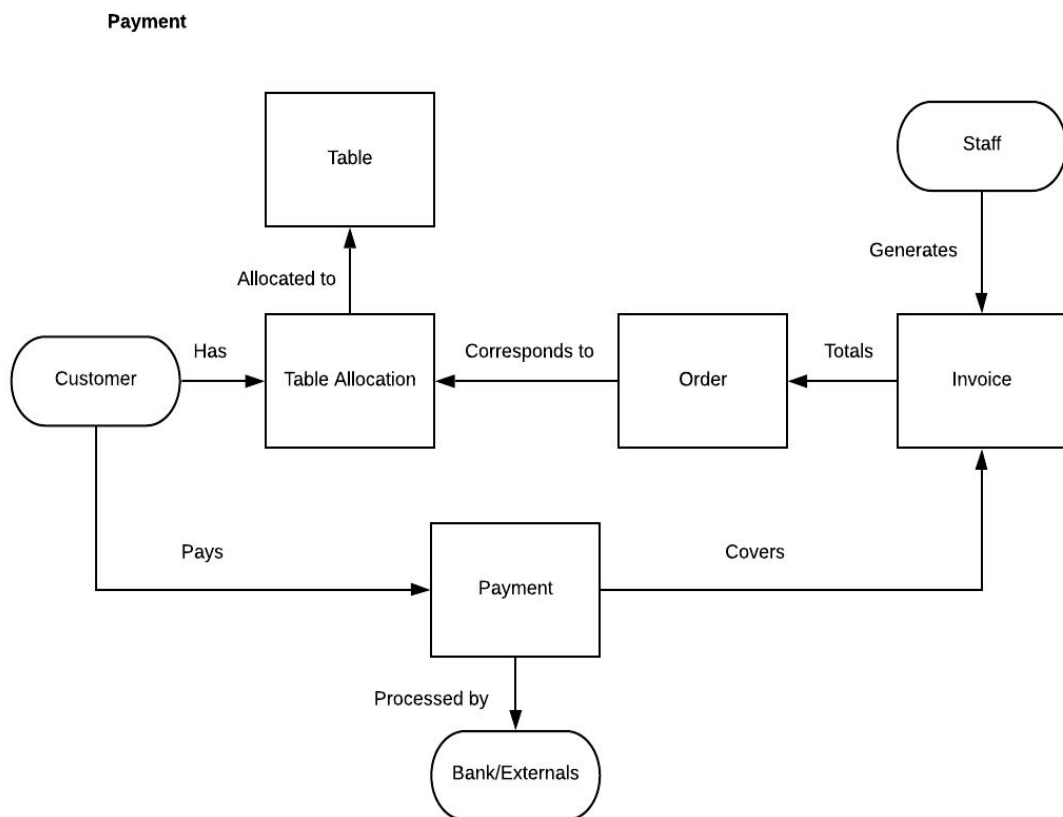 Payment
Table
Staff
Generates
Allocated to
Has
Corresponds to
Totals
Customer
Table Allocation
Order
Invoice
Pays
Covers
Payment
Processed by
Bank/Externals